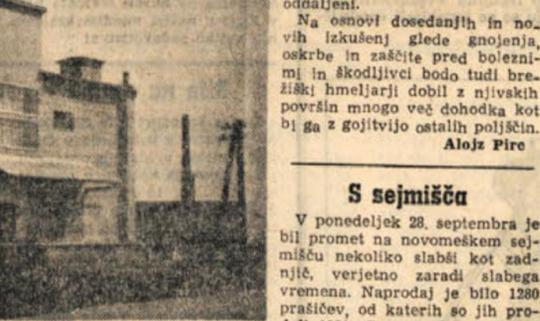 oddaljeni.
Na osnovi dosedanjih in no-
vih izkušenj glede gnojenja,
oskrbe in zaščite pred bolezni-
mi in škodljivci bodo tudi bre-
žiški hmeljarji dobil z njivskih
površin mnogo več dohodka kot
bi ga z gojitvijo ostalih poljščin.
Alojz Pirc
S sejmišča
V ponedeljek 28. septembra je
bil promet na novomeškem sej-
mišču nekoliko slabši kot zad-
njič, verjetno zaradi slabega
vremena. Naprodaj je bilo 1280
prašičev, od katerih so jih pro-